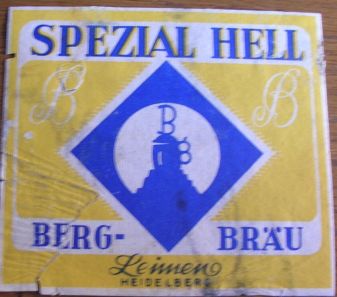 SPEZIAL HELL
B B
B
B
BERG- BRÄU
Leimen
HEIDELBERG